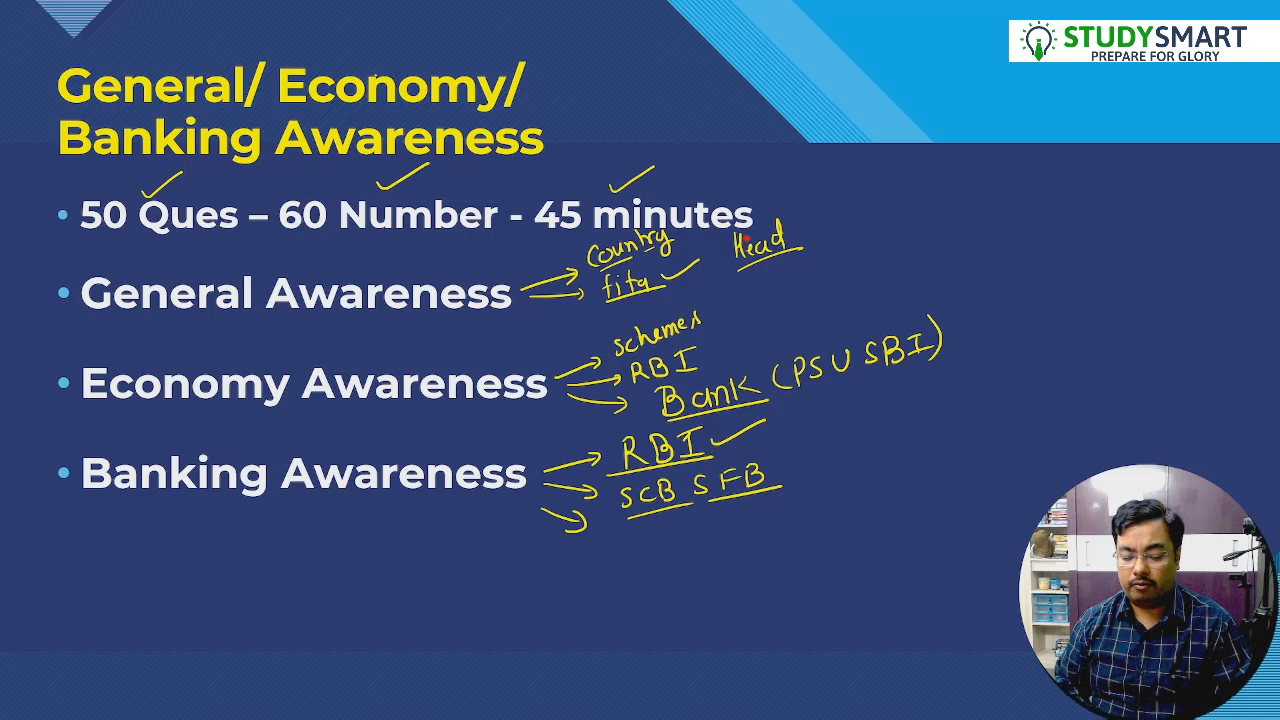 STUDYSMART
PREPARE FOR GLORY
General/ Economy/
Banking Awareness
• 50 Ques – 60 Number - 45 minutes
Country
Head
• General Awareness
fifa
schemes
RBI
• Economy Awareness
Bank (PSU SBI)
RBI
• Banking Awareness
SCB SFB